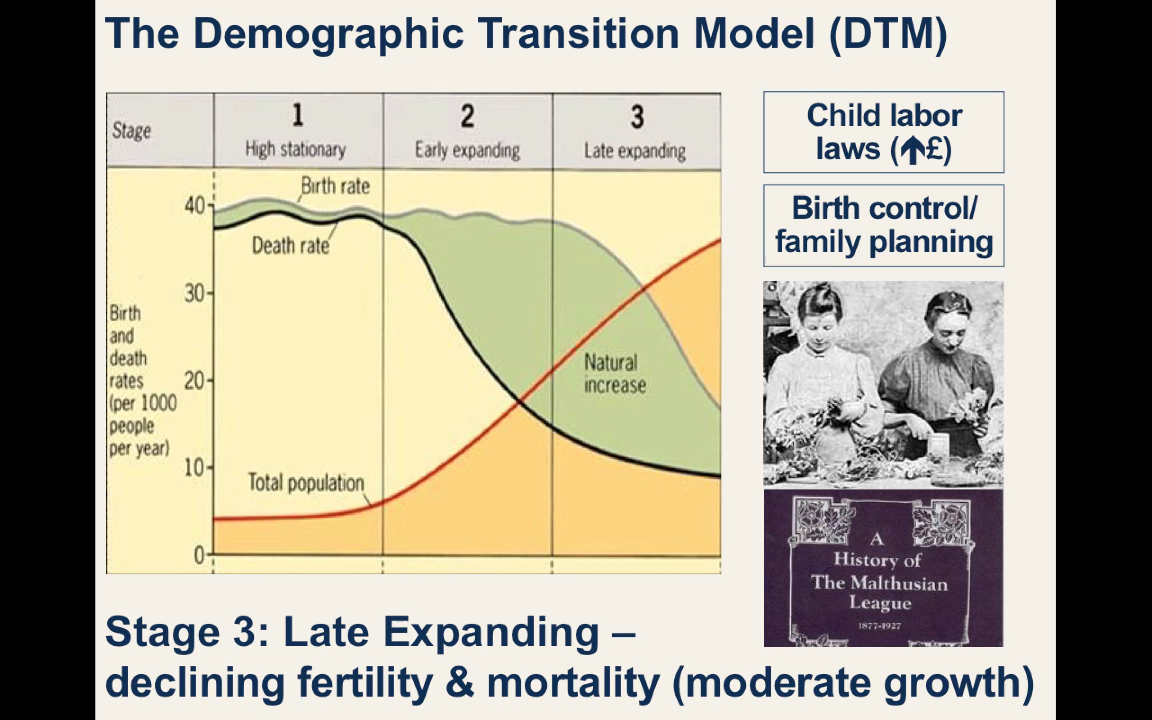 The Demographic Transition Model (DTM)
Stage
1
High stationary
2
Early expanding
3
Late expanding
Birth rate
Death rate
Natural
increase
Total population
Birth
and
death
rates
(per 1000
people
per year)
40
30
20
10
0
Child labor
laws (🡅£)
Birth control/
family planning
A
History of
The Malthusian
League
1877-1927
Stage 3: Late Expanding –
declining fertility & mortality (moderate growth)